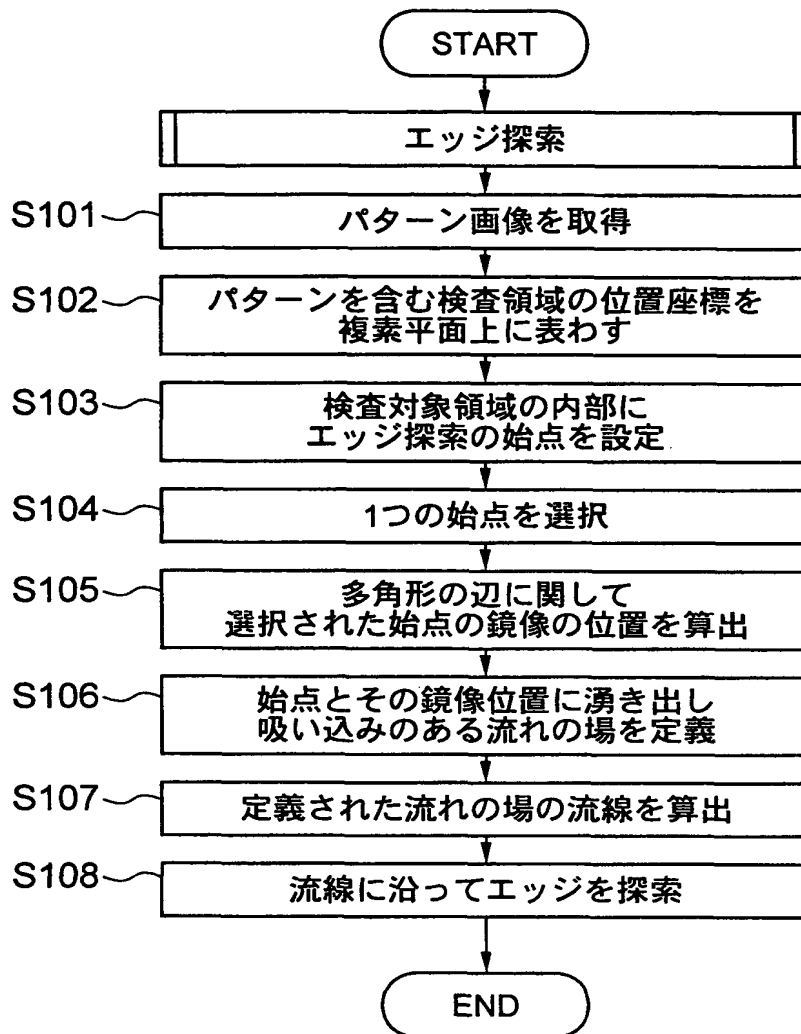 START
エッジ探索
S101
パターン画像を取得
S102
パターンを含む検査領域の位置座標を
複素平面上に表わす
S103
検査対象領域の内部に
エッジ探索の始点を設定
S104
1つの始点を選択
S105
多角形の辺に関して
選択された始点の鏡像の位置を算出
S106
始点とその鏡像位置に湧き出し
吸い込みのある流れの場を定義
S107
定義された流れの場の流線を算出
S108
流線に沿ってエッジを探索
END